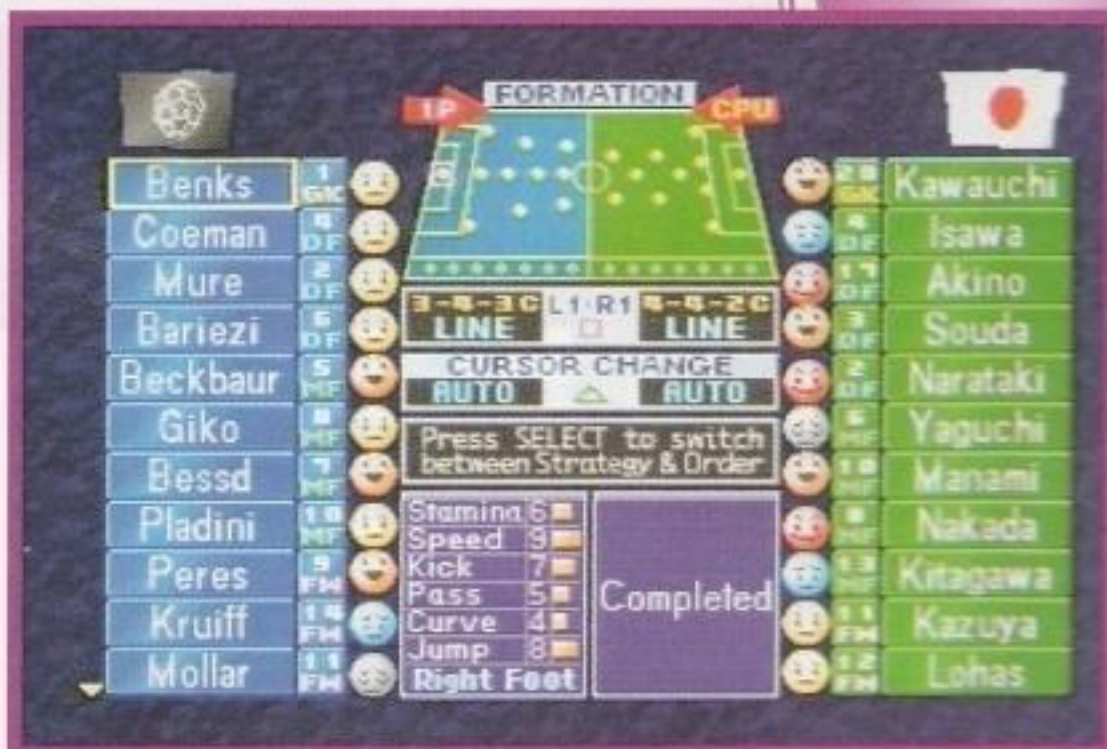 FORMATION
1P CPU
Benks 1 GK
Coeman 4 DF
Mure 2 DF
Bariezi 6 DF
Beckbaur 5 MF
Giko 8 MF
Bessd 7 MF
Pladini 10 MF
Peres 9 FW
Kruiff 14 FW
Mollar 11 FW
3-4-3C L1·R1 4-4-2C
LINE LINE
CURSOR CHANGE
AUTO AUTO
Press SELECT to switch
between Strategy & Order
Stamina 6
Speed 9
Kick 7
Pass 5
Curve 4
Jump 8
Right Foot
Completed
GK Kawauchi
4 DF Isawa
17 DF Akino
3 DF Souda
2 DF Narataki
6 MF Yaguchi
10 MF Manami
8 MF Nakada
13 MF Kitagawa
11 FW Kazuya
12 FW Lohas